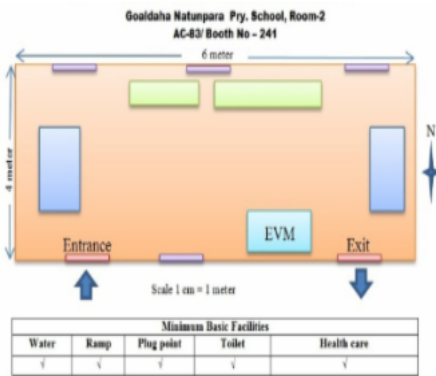 Goaldaha Natunpara Pry. School, Room-2
AC-83/ Booth No – 241
6 meter
4 meter
N
EVM
Entrance
Exit
Scale 1 cm = 1 meter
Minimum Basic Facilities
Water Ramp Plug point Toilet Health care
√ √ √ √ √